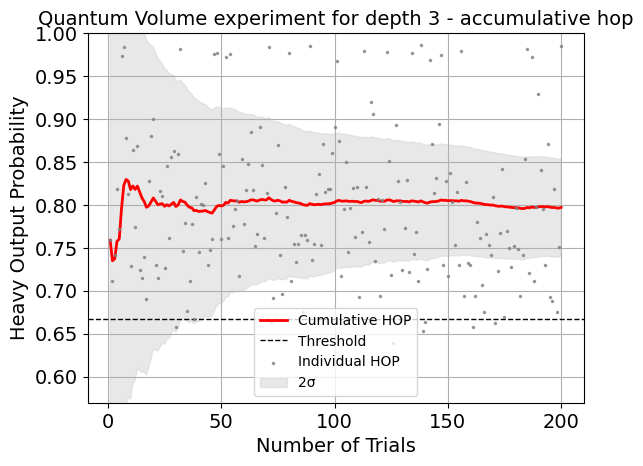 Quantum Volume experiment for depth 3 - accumulative hop
1.00
0.95
0.90
0.85
0.80
0.75
0.70
0.65
0.60
Heavy Output Probability
Cumulative HOP
Threshold
Individual HOP
2σ
0 50 100 150 200
Number of Trials